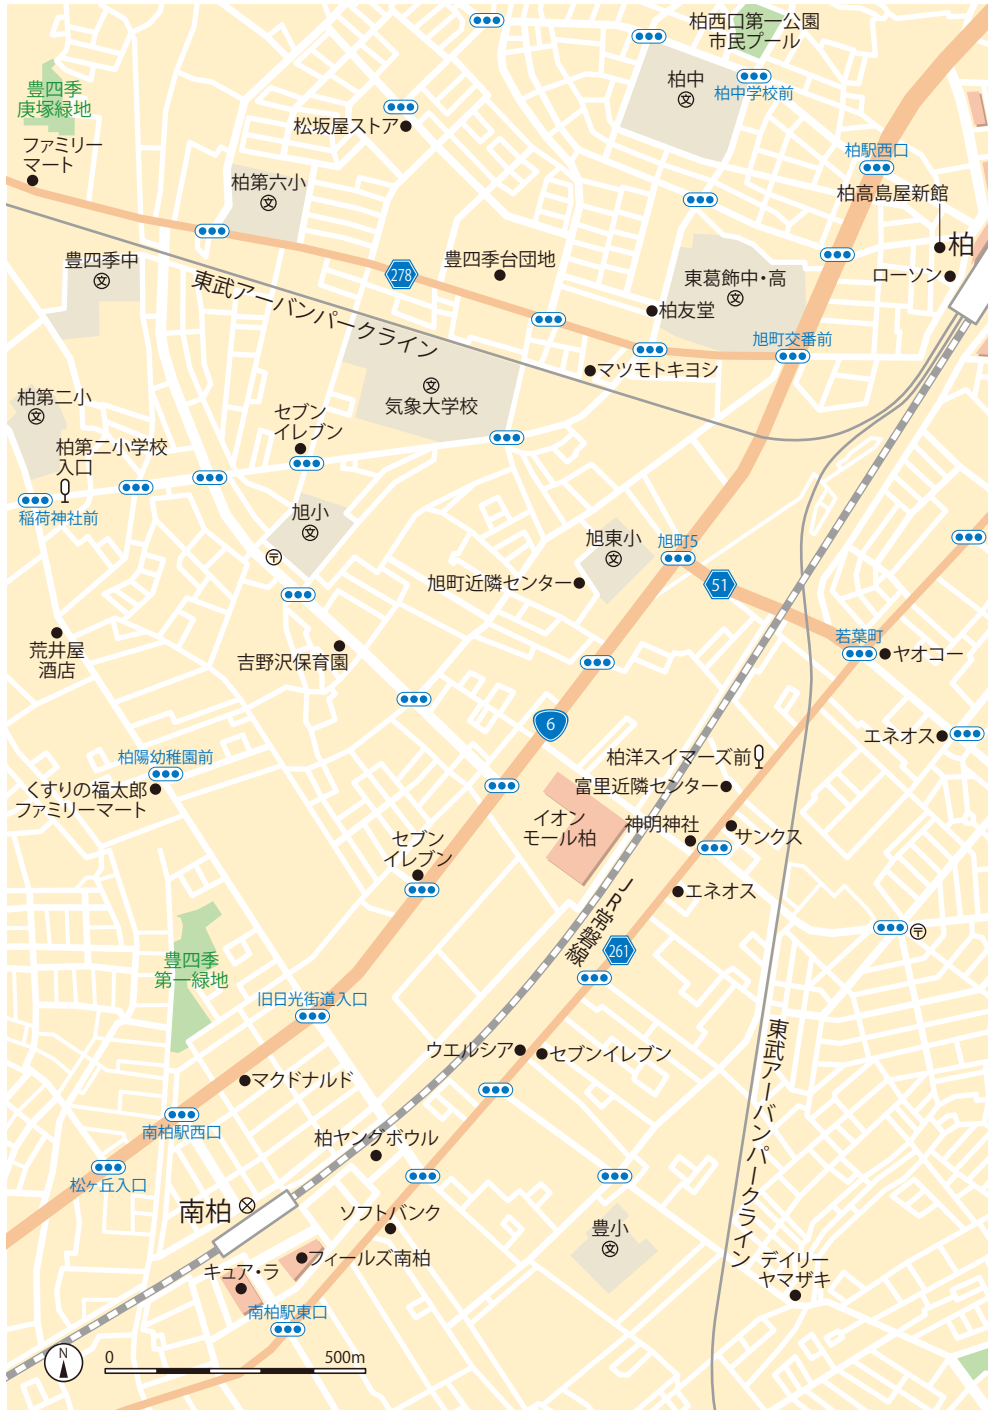 柏西口第一公園
市民プール
柏中
柏中学校前
豊四季
庚塚緑地
松坂屋ストア
ファミリー
マート
柏駅西口
柏高島屋新館
柏第六小
柏
豊四季中
豊四季台団地
東葛飾中・高
ローソン
278
東武アーバンパークライン
柏友堂
旭町交番前
マツモトキヨシ
柏第二小
気象大学校
セブン
イレブン
柏第二小学校
入口
稲荷神社前
旭小
旭東小
旭町5
旭町近隣センター
51
荒井屋
酒店
吉野沢保育園
若葉町
ヤオコー
6
エネオス
柏陽幼稚園前
柏洋スイマーズ前
くすりの福太郎
ファミリーマート
富里近隣センター
イオン
モール柏
神明神社
サンクス
セブン
イレブン
エネオス
JR常磐線
261
豊四季
第一緑地
旧日光街道入口
東武アーバンパークライン
ウエルシア
セブンイレブン
マクドナルド
南柏駅西口
柏ヤングボウル
松ヶ丘入口
南柏
ソフトバンク
豊小
フィールズ南柏
キュア・ラ
デイリー
ヤマザキ
南柏駅東口
N
0
500m
文
文
文
文
文
文
文
文
文